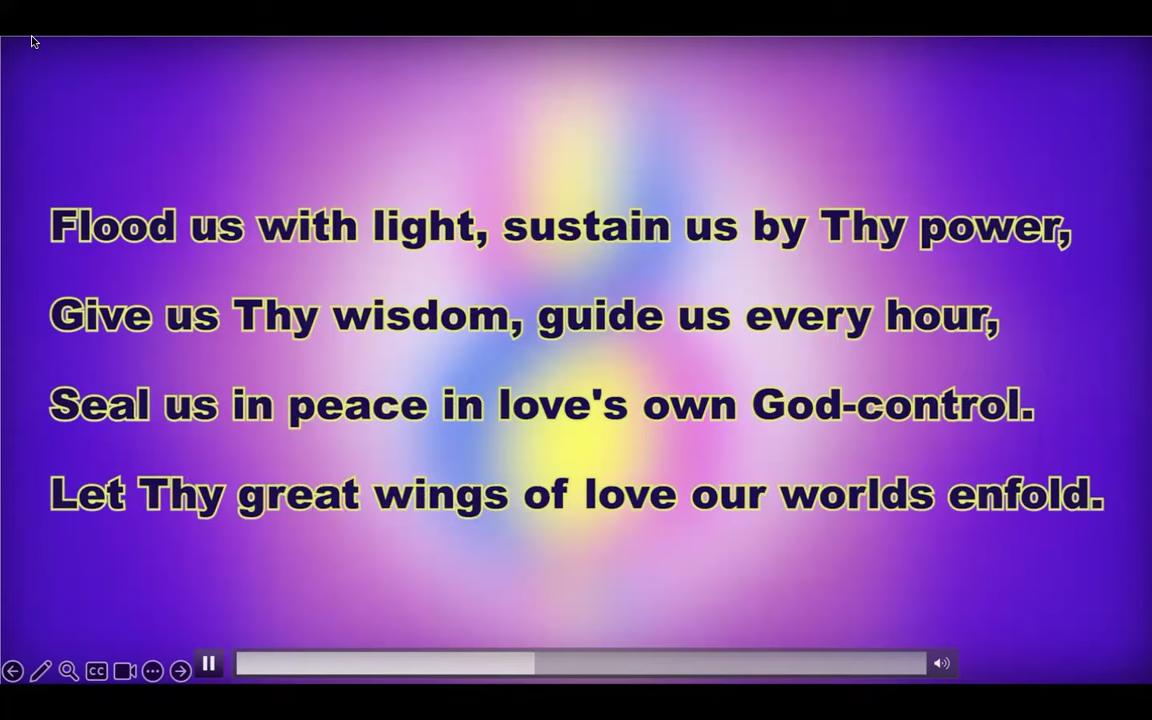 Flood us with light, sustain us by Thy power,
Give us Thy wisdom, guide us every hour,
Seal us in peace in love's own God-control.
Let Thy great wings of love our worlds enfold.
CC